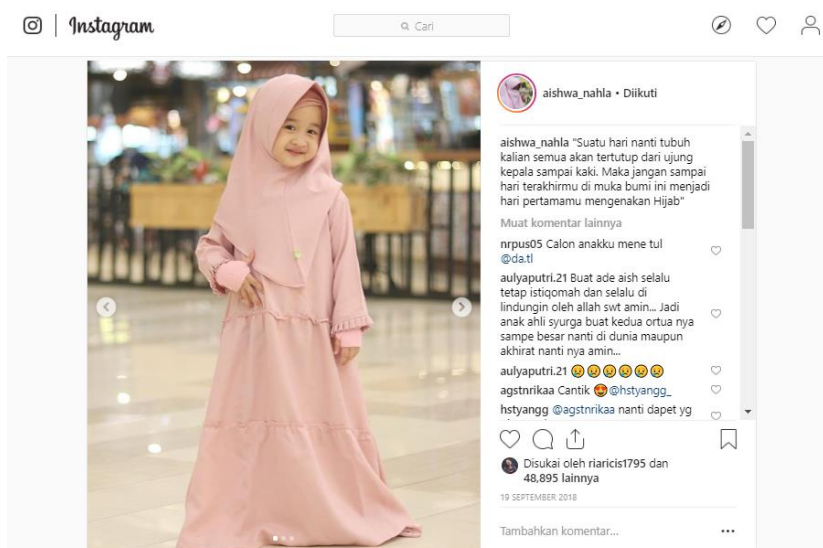 Instagram
Cari
aishwa_nahla • Diikuti
aishwa_nahla "Suatu hari nanti tubuh
kalian semua akan tertutup dari ujung
kepala sampai kaki. Maka jangan sampai
hari terakhirmu di muka bumi ini menjadi
hari pertamamu mengenakan Hijab"
Muat komentar lainnya
nrpus05 Calon anakku mene tul
@da.tl
aulyaputri.21 Buat ade aish selalu
tetap istiqomah dan selalu di
lindungin oleh allah swt amin... Jadi
anak ahli syurga buat kedua ortua nya
sampe besar nanti di dunia maupun
akhirat nanti nya amin...
aulyaputri.21 😢😢😢😢😢😢
agstnrikaa Cantik 😍@hstyangg_
hstyangg @agstnrikaa nanti dapet yg
Disukai oleh riaricis1795 dan
48,895 lainnya
19 SEPTEMBER 2018
Tambahkan komentar...